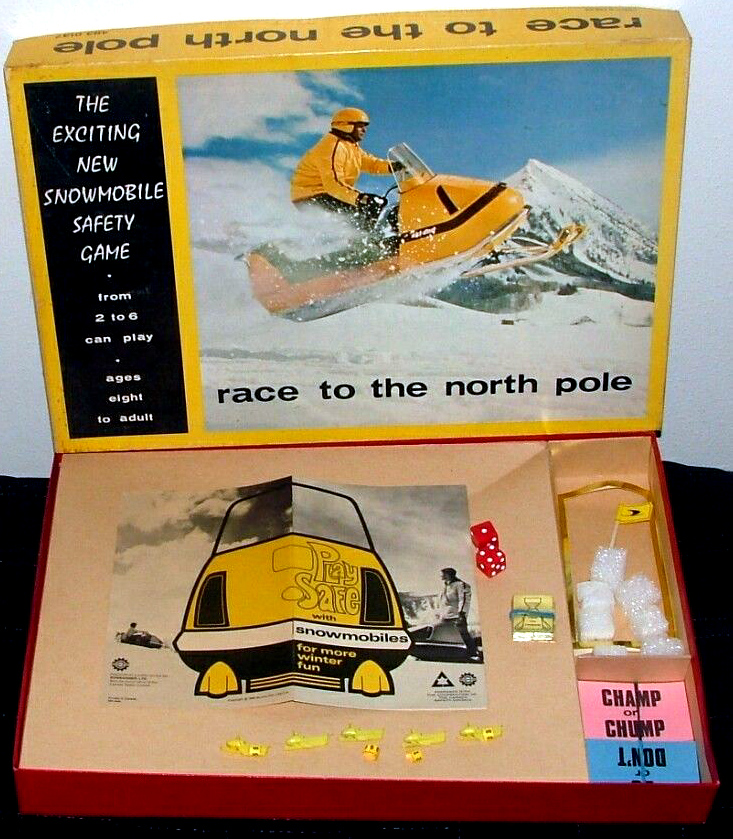 race to the north pole
THE
EXCITING
NEW
SNOWMOBILE
SAFETY
GAME
from
2 to 6
can play
ages
eight
to adult
race to the north pole
Play
Safe
with
snowmobiles
for more
winter
fun
CHAMP
or
CHUMP
DON'T
or